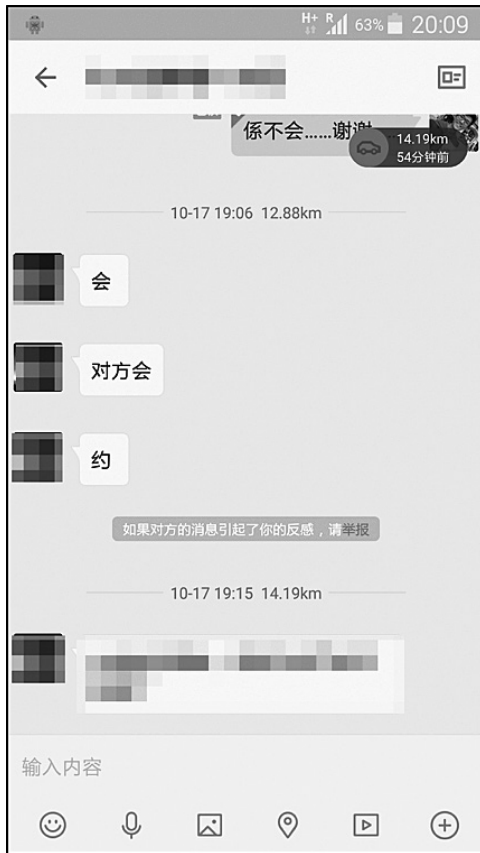 H+ R 63% 20:09
係不会……谢谢
14.19km
54分钟前
10-17 19:06 12.88km
会
对方会
约
如果对方的消息引起了你的反感，请举报
10-17 19:15 14.19km
输入内容